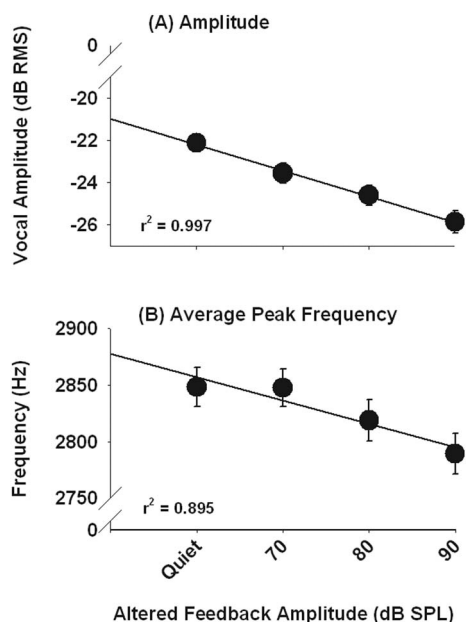 (A) Amplitude
Vocal Amplitude (dB RMS)
0
-20
-22
-24
-26
r² = 0.997
(B) Average Peak Frequency
Frequency (Hz)
2900
2850
2800
2750
0
r² = 0.895
Quiet
70
80
90
Altered Feedback Amplitude (dB SPL)